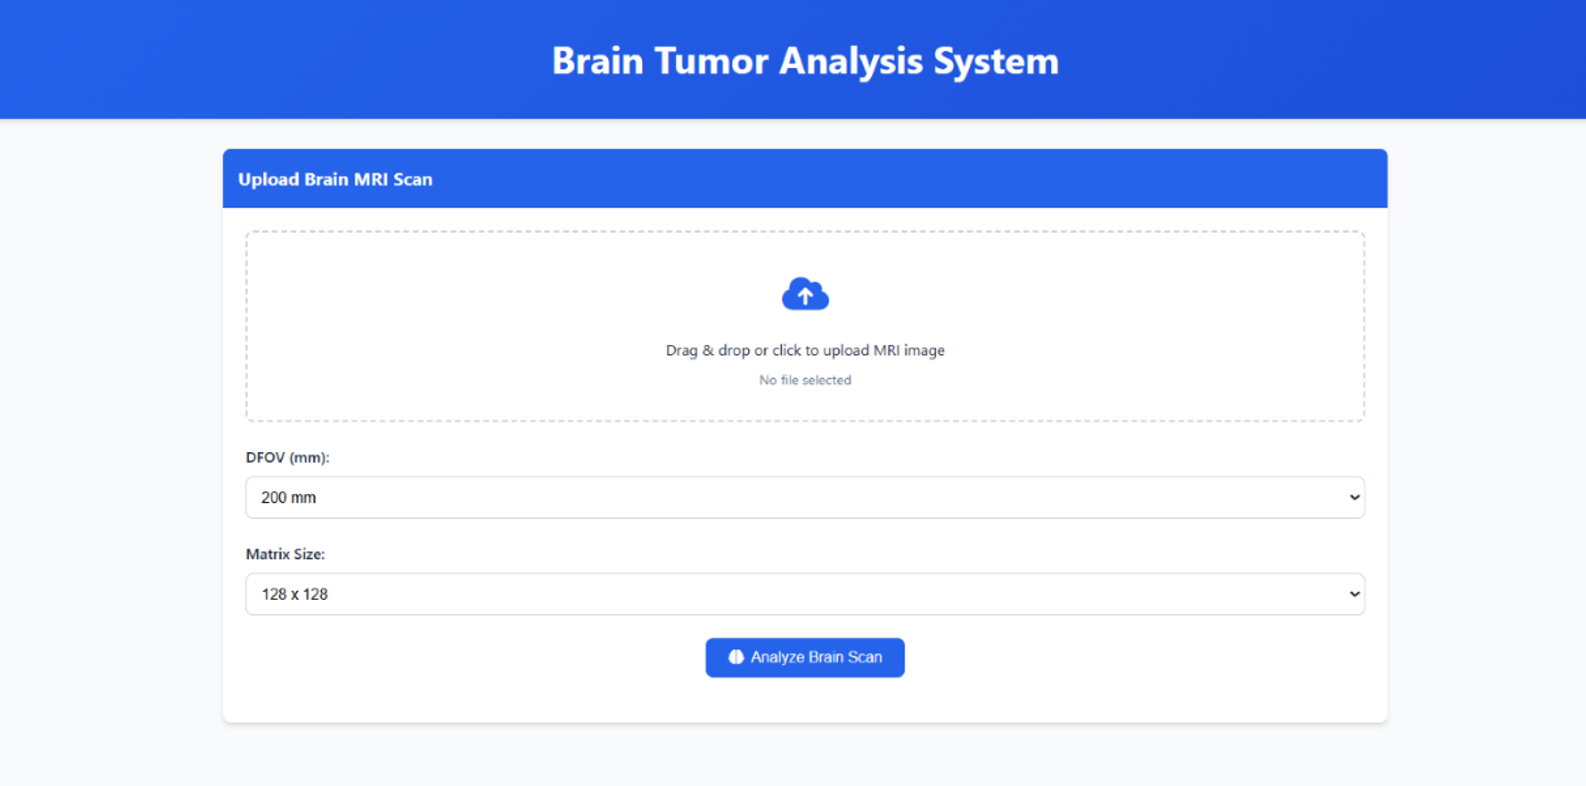 Brain Tumor Analysis System
Upload Brain MRI Scan
Drag & drop or click to upload MRI image
No file selected
DFOV (mm):
200 mm
Matrix Size:
128 x 128
Analyze Brain Scan